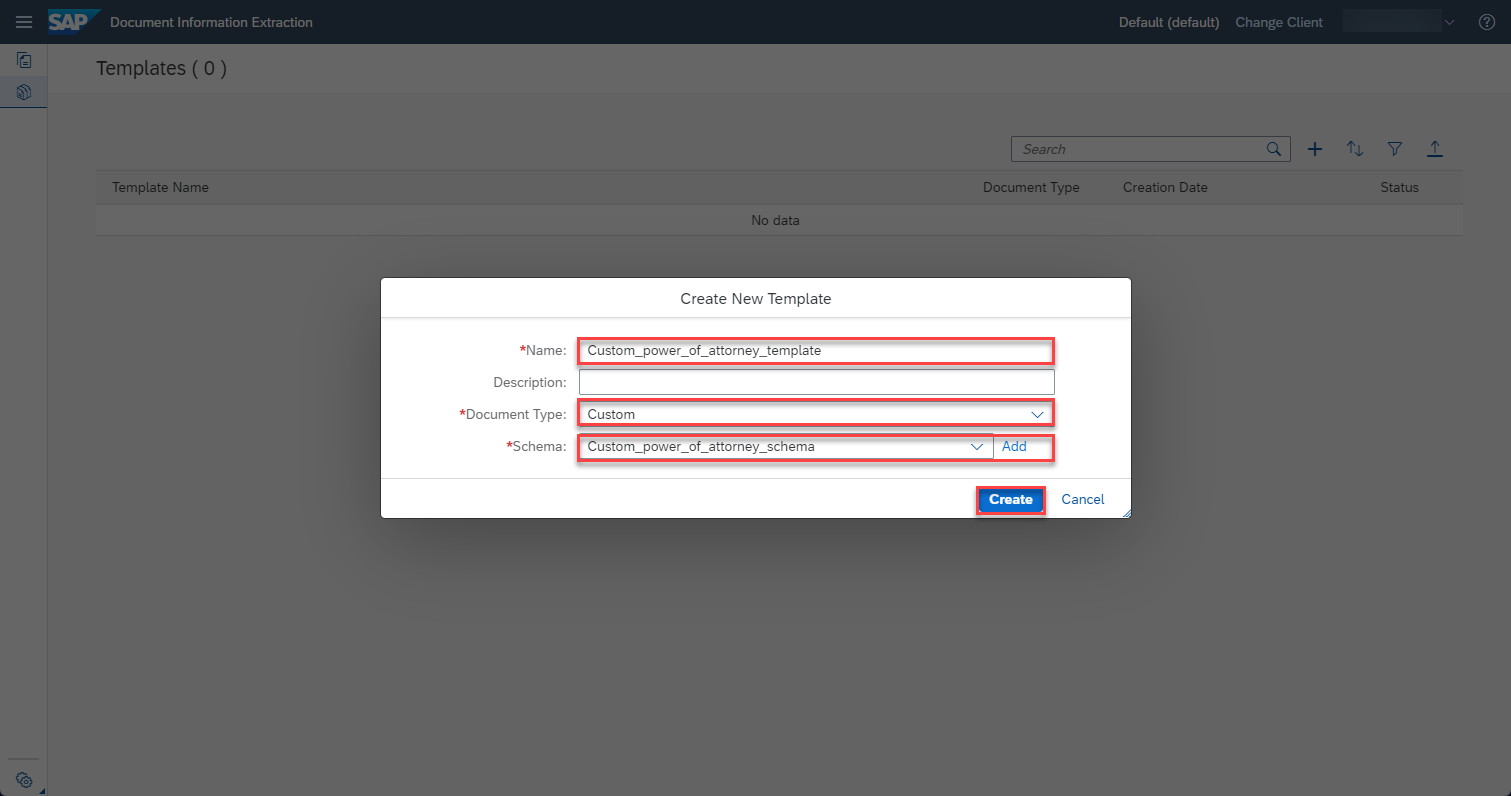 SAP Document Information Extraction Default (default) Change Client
Templates ( 0 )
Search
Template Name Document Type Creation Date Status
No data
Create New Template
*Name: Custom_power_of_attorney_template
Description:
*Document Type: Custom
*Schema: Custom_power_of_attorney_schema Add
Create Cancel